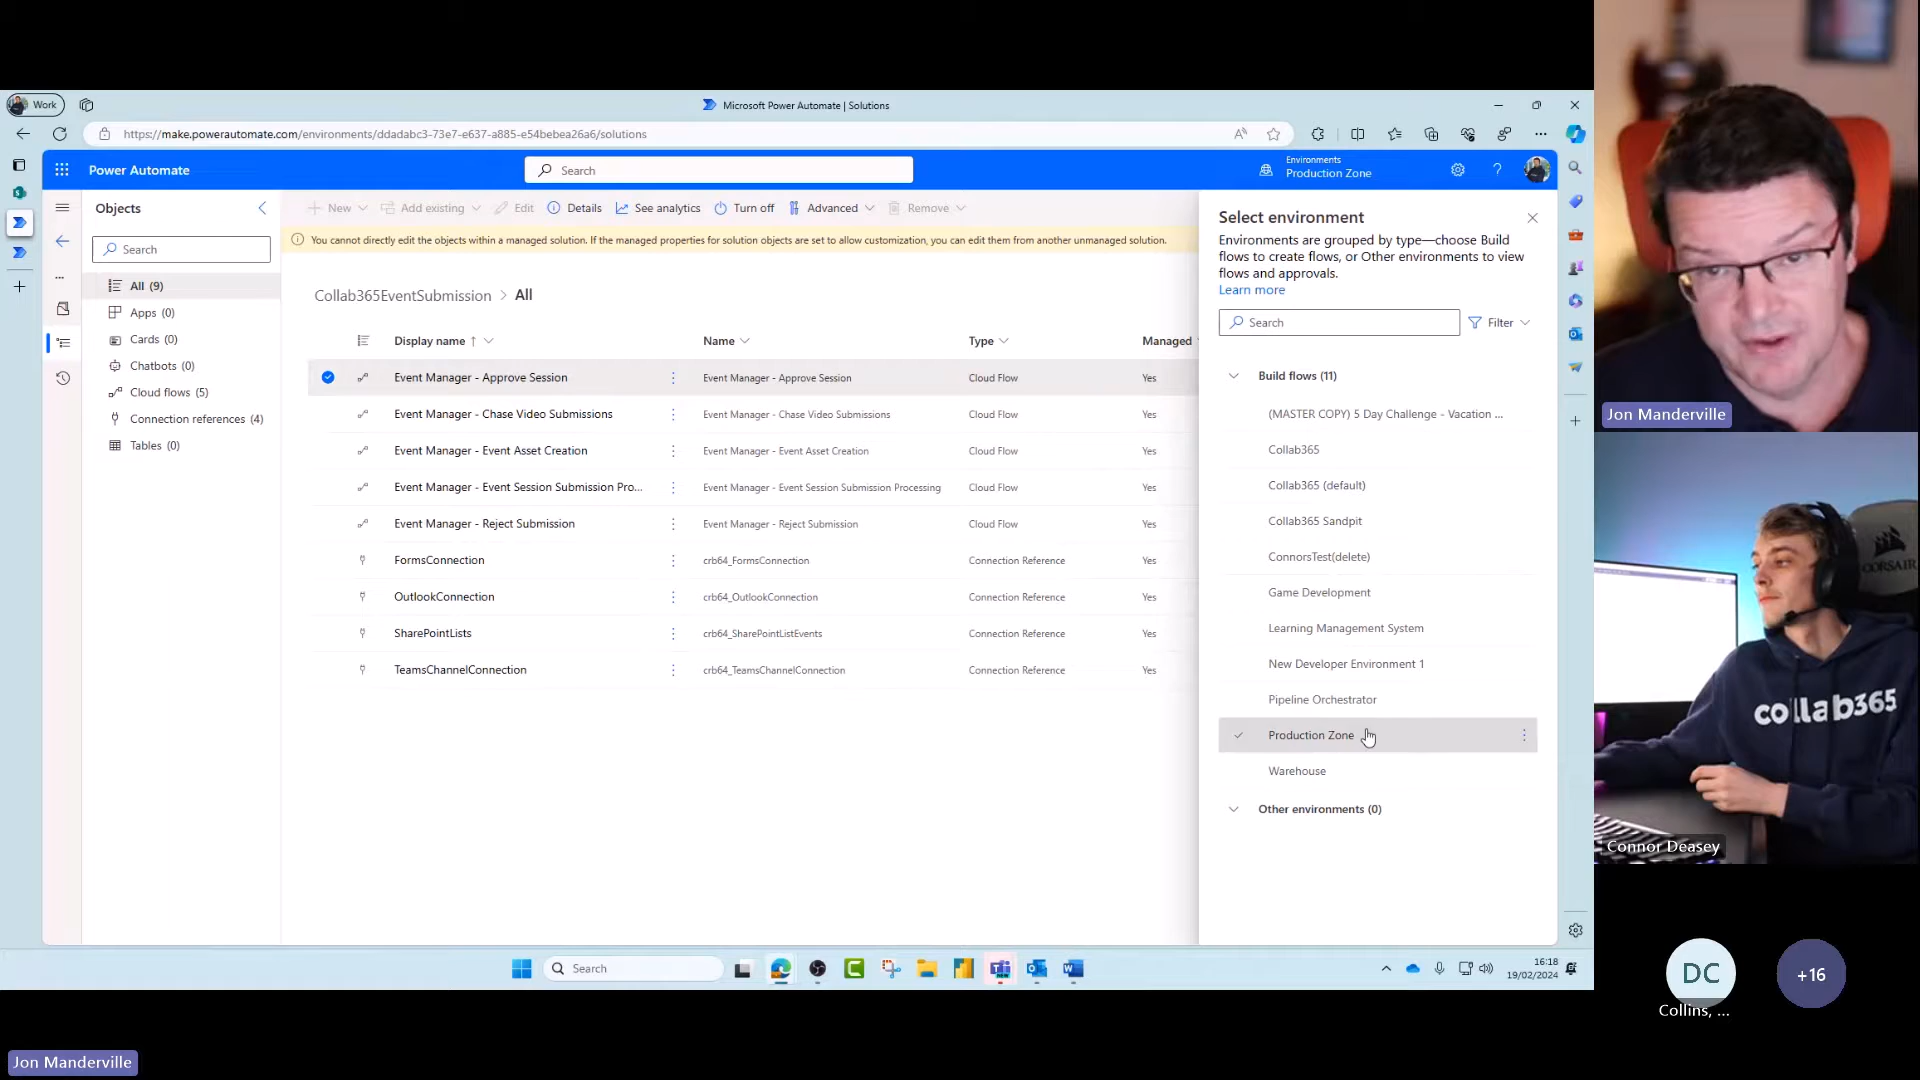 Work
Microsoft Power Automate | Solutions
https://make.powerautomate.com/environments/ddadabc3-73e7-e637-a885-e54bebea26a6/solutions
Power Automate
Search
Environments
Production Zone
?
Objects
Search
All (9)
Apps (0)
Cards (0)
Chatbots (0)
Cloud flows (5)
Connection references (4)
Tables (0)
New
Add existing
Edit
Details
See analytics
Turn off
Advanced
Remove
You cannot directly edit the objects within a managed solution. If the managed properties for solution objects are set to allow customization, you can edit them from another unmanaged solution.
Collab365EventSubmission > All
Display name ↑ Name Type Managed
Event Manager - Approve Session Event Manager - Approve Session Cloud Flow Yes
Event Manager - Chase Video Submissions Event Manager - Chase Video Submissions Cloud Flow Yes
Event Manager - Event Asset Creation Event Manager - Event Asset Creation Cloud Flow Yes
Event Manager - Event Session Submission Pro... Event Manager - Event Session Submission Processing Cloud Flow Yes
Event Manager - Reject Submission Event Manager - Reject Submission Cloud Flow Yes
FormsConnection crb64_FormsConnection Connection Reference Yes
OutlookConnection crb64_OutlookConnection Connection Reference Yes
SharePointLists crb64_SharePointListEvents Connection Reference Yes
TeamsChannelConnection crb64_TeamsChannelConnection Connection Reference Yes
Select environment
Environments are grouped by type—choose Build
flows to create flows, or Other environments to view
flows and approvals.
Learn more
Search
Filter
Build flows (11)
(MASTER COPY) 5 Day Challenge - Vacation ...
Collab365
Collab365 (default)
Collab365 Sandpit
ConnorsTest(delete)
Game Development
Learning Management System
New Developer Environment 1
Pipeline Orchestrator
Production Zone
Warehouse
Other environments (0)
Search
16:18
19/02/2024
Jon Manderville
CORSAIR
collab365
Connor Deasey
DC
Collins, ...
+16
Jon Manderville